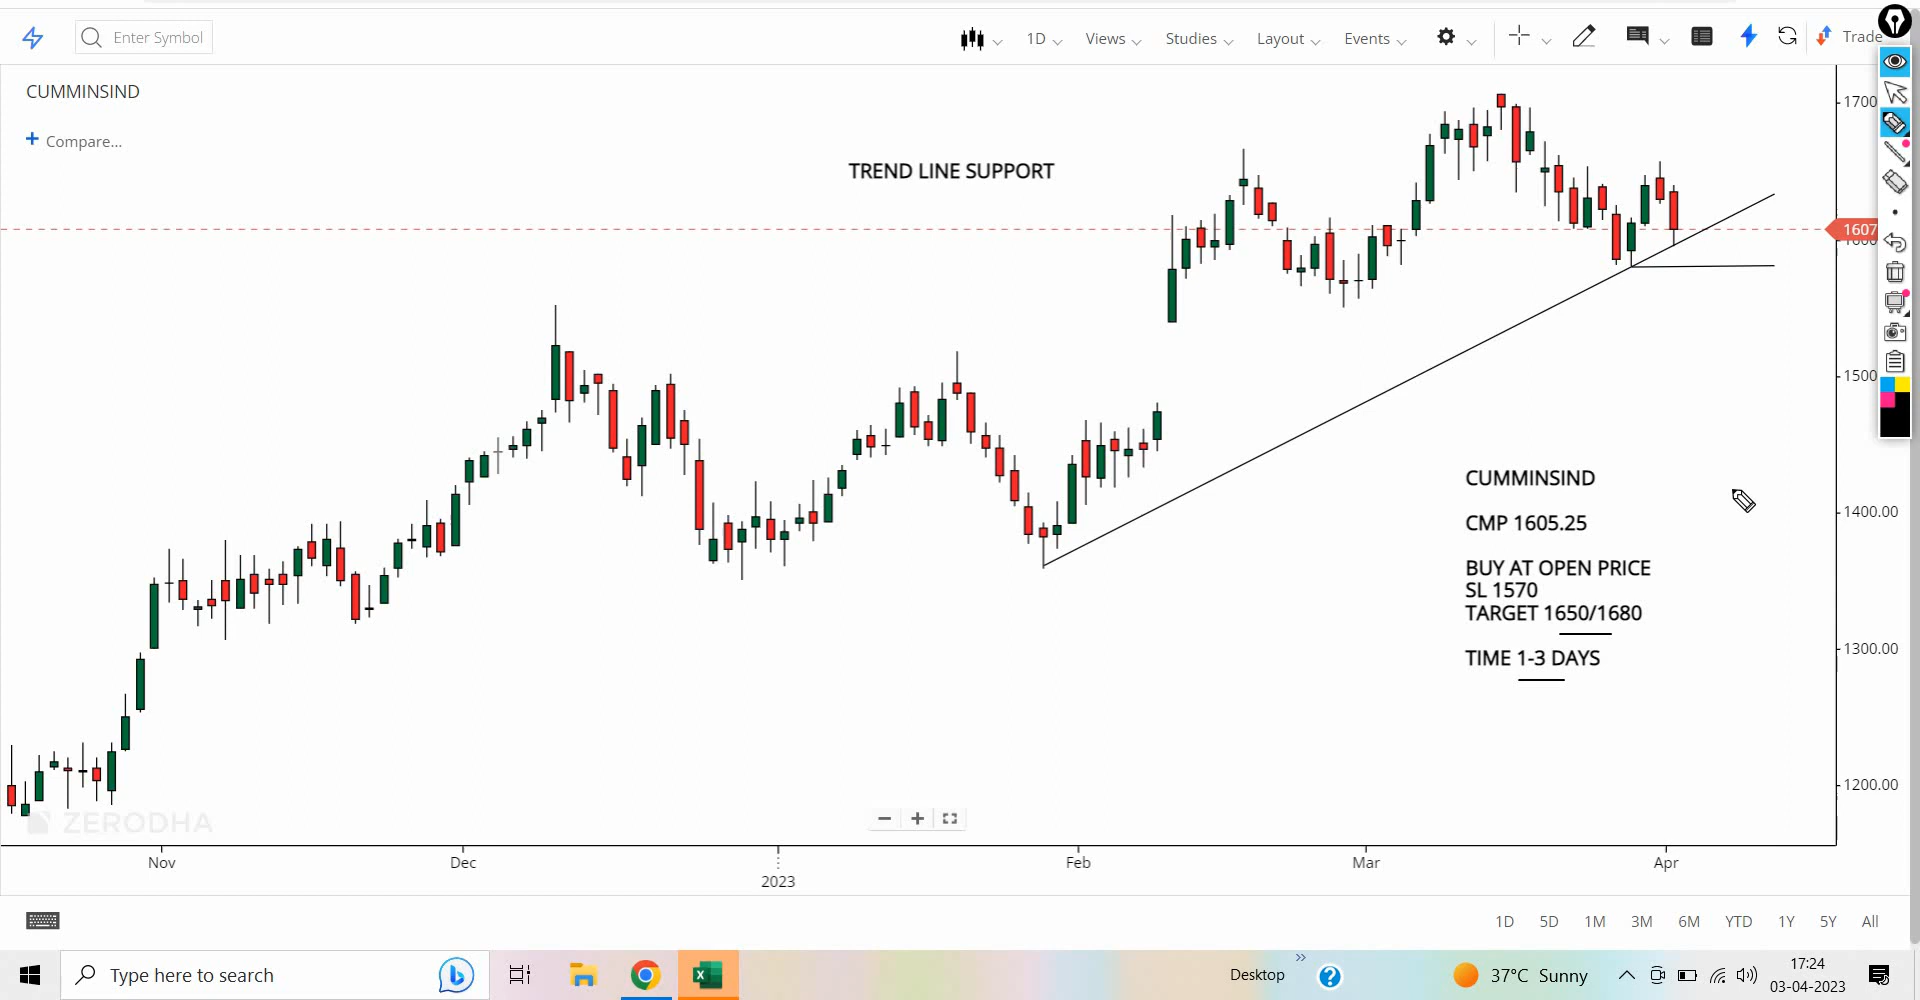 Enter Symbol
1D
Views
Studies
Layout
Events
Trade
CUMMINSIND
+ Compare...
TREND LINE SUPPORT
1700
1607
1500
1400.00
1300.00
1200.00
CUMMINSIND
CMP 1605.25
BUY AT OPEN PRICE
SL 1570
TARGET 1650/1680
TIME 1-3 DAYS
ZERODHA
Nov Dec 2023 Feb Mar Apr
1D 5D 1M 3M 6M YTD 1Y 5Y All
Type here to search
Desktop
37°C Sunny
17:24
03-04-2023